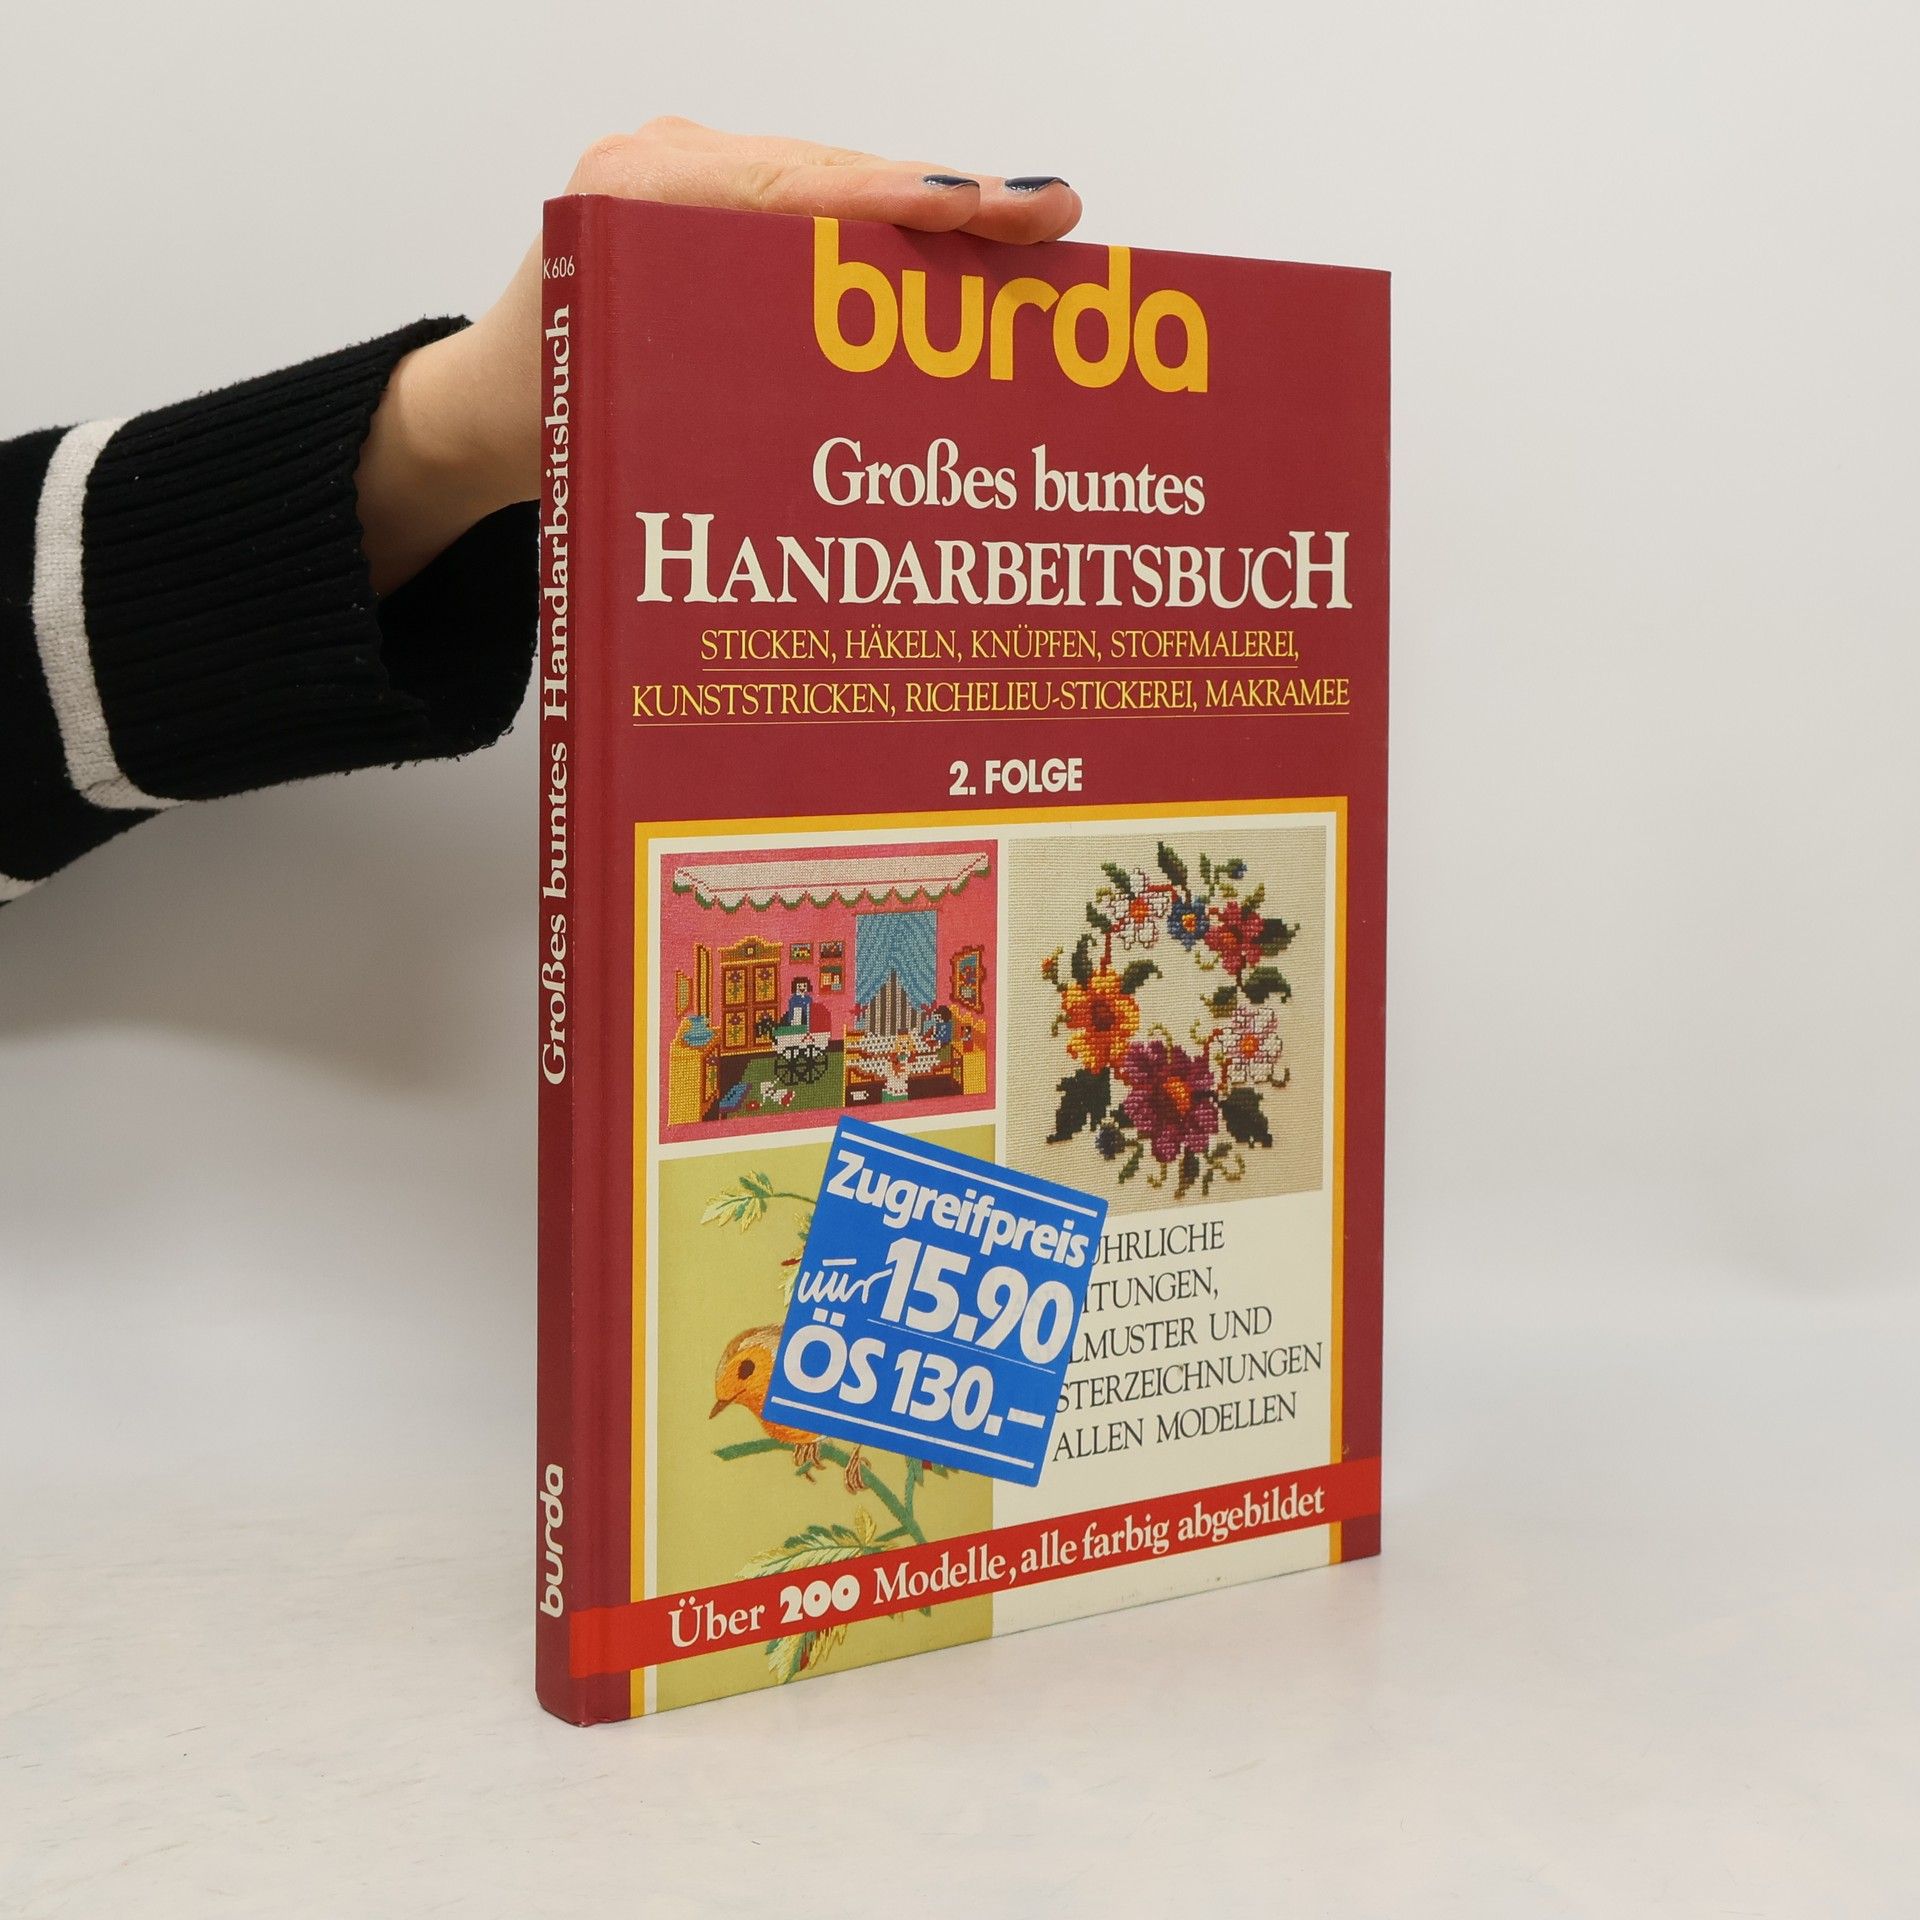 K606
Großes buntes Handarbeitsbuch
burda
burda
Großes buntes
HANDARBEITSBUCH
STICKEN, HÄKELN, KNÜPFEN, STOFFMALEREI,
KUNSTSTRICKEN, RICHELIEU-STICKEREI, MAKRAMEE
2. FOLGE
Zugreifpreis
nur 15.90
ÖS 130.–
UND
ALLEN MODELLEN
Über 200 Modelle, alle farbig abgebildet